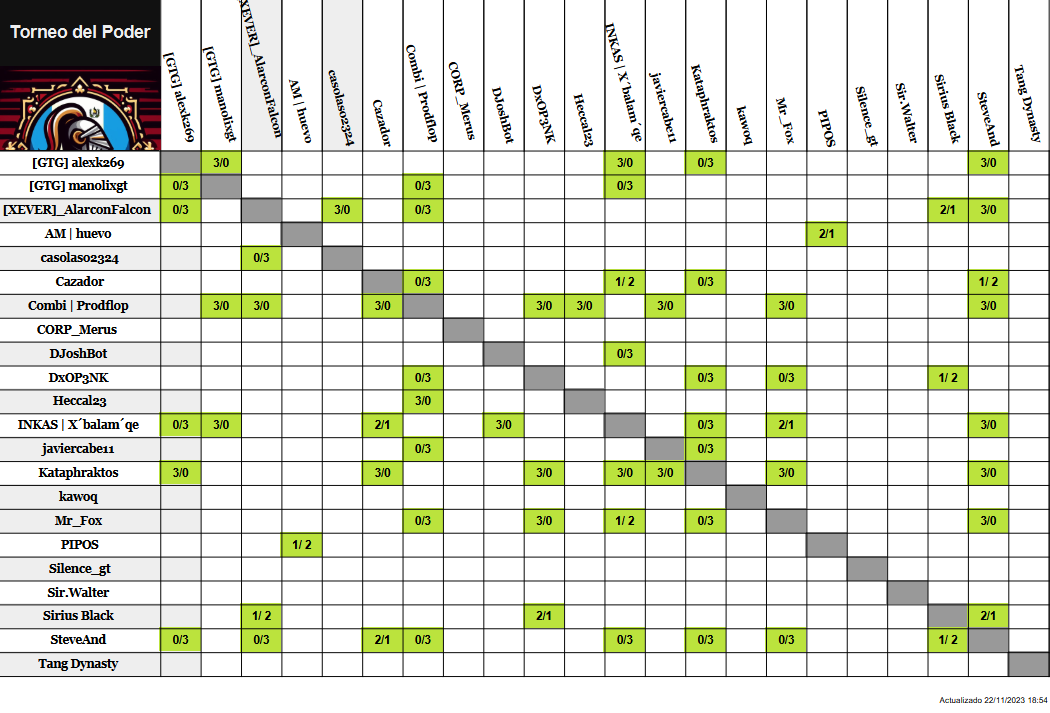 Torneo del Poder
[GTG] alexk269 [GTG] manolixgt [XEVER]_AlarconFalcon AM | huevo casolaso2324 Cazador Combi | Prodflop CORP_Merus DJoshBot DxOP3NK Heccal23 INKAS | X´balam´qe javiercabe11 Kataphraktos kawoq Mr_Fox PIPOS Silence_gt Sir.Walter Sirius Black SteveAnd Tang Dynasty
[GTG] alexk269 3/0 3/0 0/3 3/0
[GTG] manolixgt 0/3 0/3 0/3
[XEVER]_AlarconFalcon 0/3 3/0 0/3 2/1 3/0
AM | huevo 2/1
casolaso2324 0/3
Cazador 0/3 1/ 2 0/3 1/ 2
Combi | Prodflop 3/0 3/0 3/0 3/0 3/0 3/0 3/0 3/0
CORP_Merus
DJoshBot 0/3
DxOP3NK 0/3 0/3 0/3 1/ 2
Heccal23 3/0
INKAS | X´balam´qe 0/3 3/0 2/1 3/0 0/3 2/1 3/0
javiercabe11 0/3 0/3
Kataphraktos 3/0 3/0 3/0 3/0 3/0 3/0 3/0
kawoq
Mr_Fox 0/3 3/0 1/ 2 0/3 3/0
PIPOS 1/ 2
Silence_gt
Sir.Walter
Sirius Black 1/ 2 2/1 2/1
SteveAnd 0/3 0/3 2/1 0/3 0/3 0/3 0/3 1/ 2
Tang Dynasty
Actualizado 22/11/2023 18:54